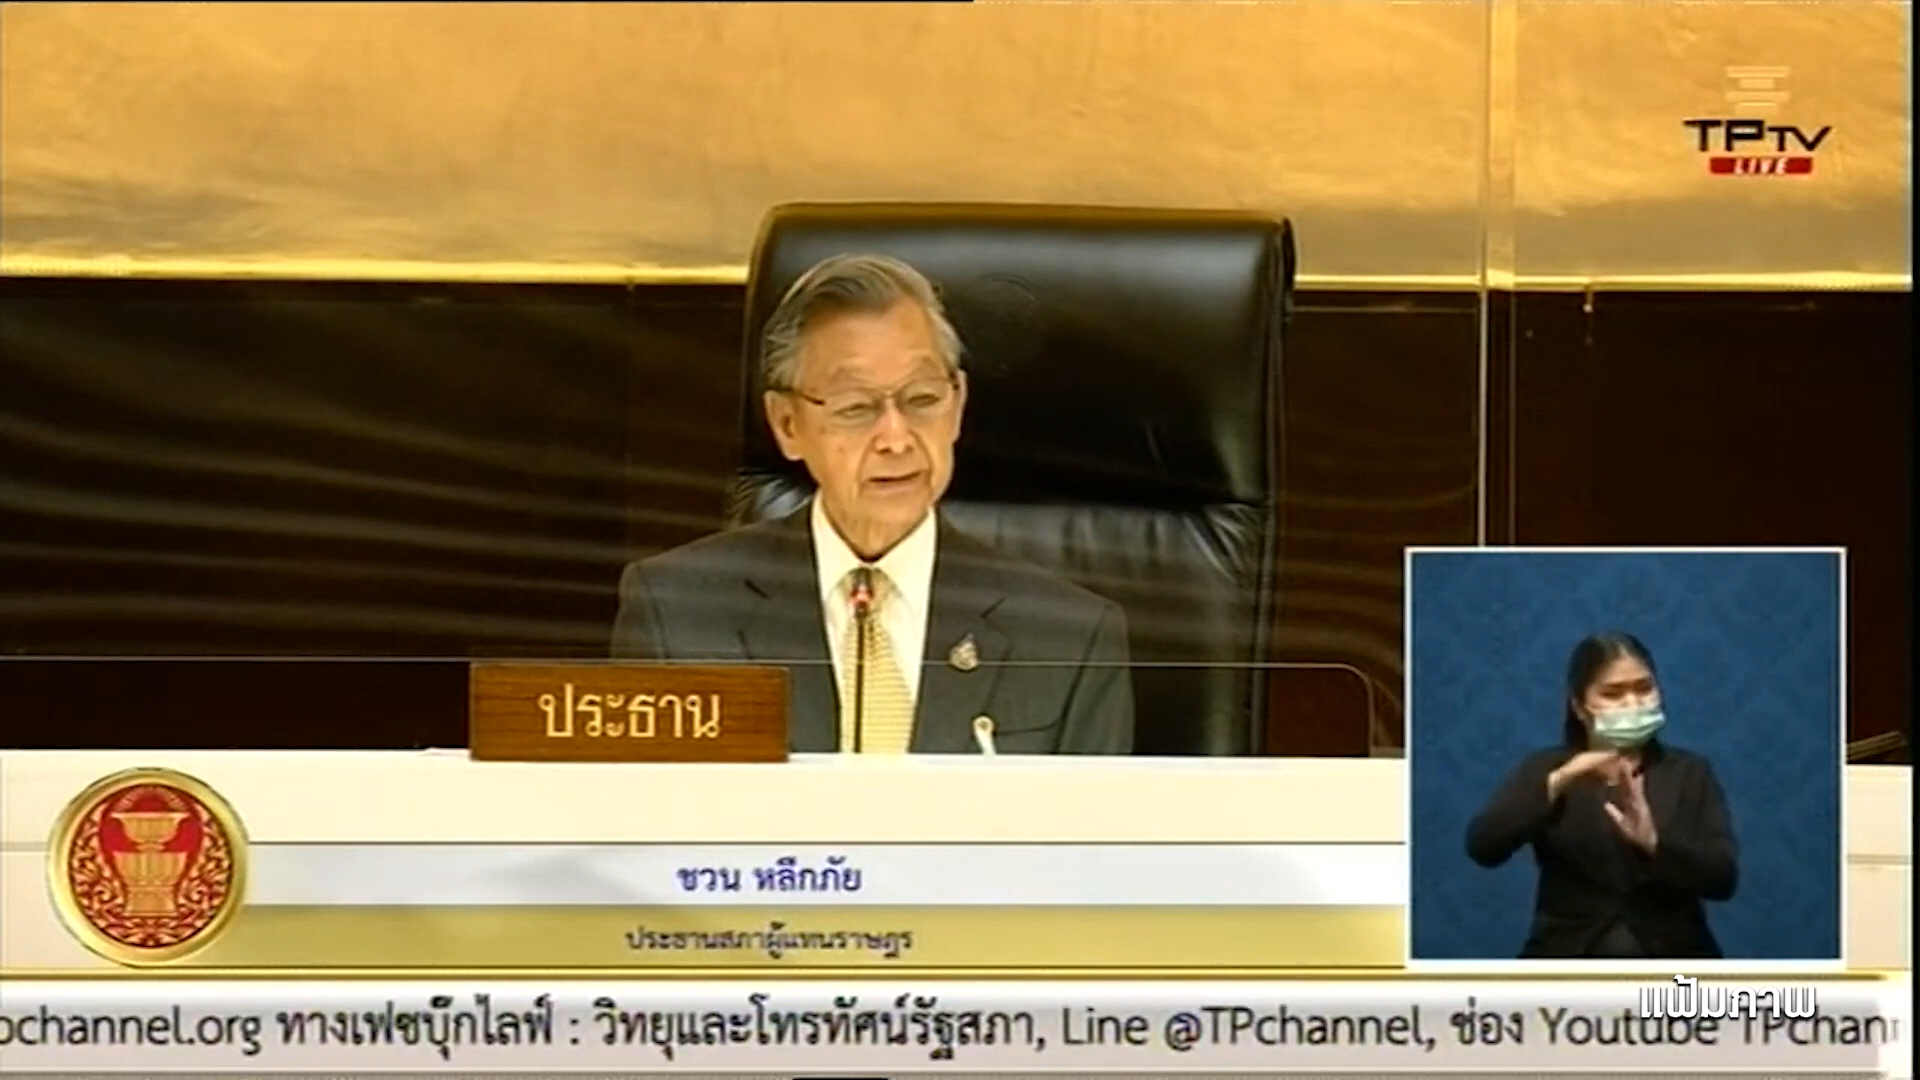 TPTV
LIVE
ประธาน
ชวน หลีกภัย
ประธานสภาผู้แทนราษฎร
แฟ้มภาพ
ochannel.org ทางเฟซบุ๊กไลฟ์ : วิทยุและโทรทัศน์รัฐสภา, Line @TPchannel, ช่อง Youtube TPchan